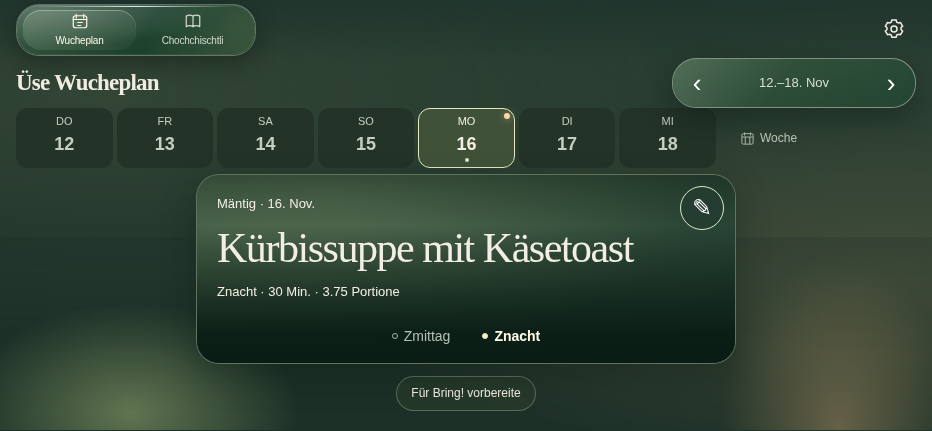 Wucheplan
Chochchischtli
Üse Wucheplan
‹ 12.–18. Nov ›
DO FR SA SO MO DI MI
12 13 14 15 16 17 18
Woche
Mäntig · 16. Nov.
Kürbissuppe mit Käsetoast
Znacht · 30 Min. · 3.75 Portione
Zmittag
Znacht
Für Bring! vorbereite